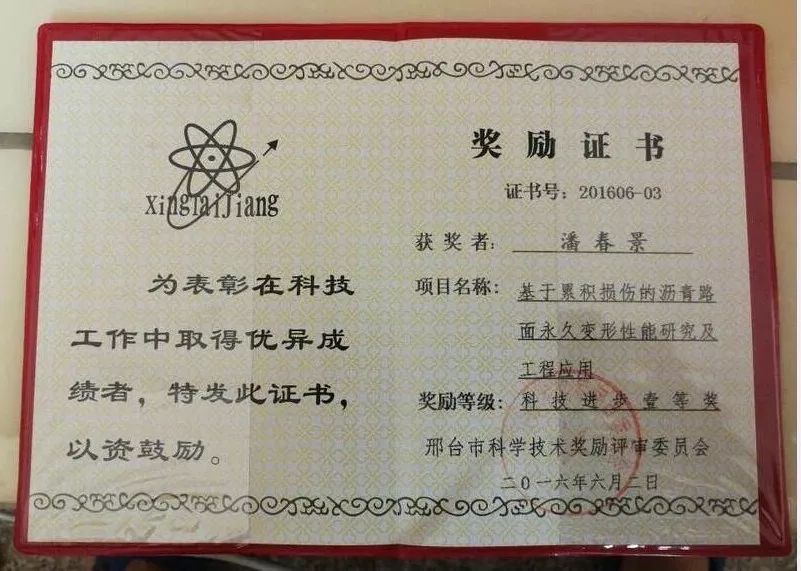 XingTaiJiang
为表彰在科技
工作中取得优异成
绩者，特发此证书，
以资鼓励。
奖励证书
证书号：201606-03
获奖者：潘春景
项目名称：基于累积损伤的沥青路
面永久变形性能研究及
工程应用
奖励等级：科技进步壹等奖
邢台市科学技术奖励评审委员会
二〇一六年六月二日